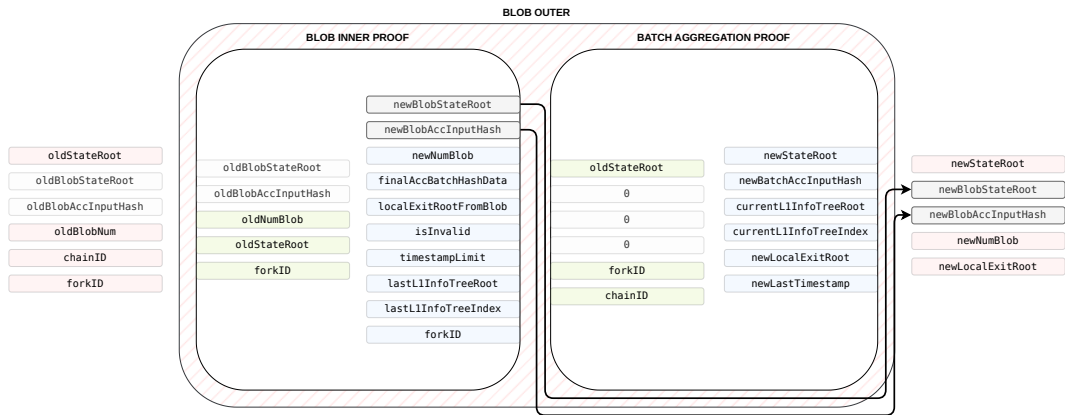 BLOB OUTER
BLOB INNER PROOF
BATCH AGGREGATION PROOF
oldStateRoot
oldBlobStateRoot
oldBlobAccInputHash
oldBlobNum
chainID
forkID
oldBlobStateRoot
oldBlobAccInputHash
oldNumBlob
oldStateRoot
forkID
newBlobStateRoot
newBlobAccInputHash
newNumBlob
finalAccBatchHashData
localExitRootFromBlob
isInvalid
timestampLimit
lastL1InfoTreeRoot
lastL1InfoTreeIndex
forkID
oldStateRoot
0
0
0
forkID
chainID
newStateRoot
newBatchAccInputHash
currentL1InfoTreeRoot
currentL1InfoTreeIndex
newLocalExitRoot
newLastTimestamp
newStateRoot
newBlobStateRoot
newBlobAccInputHash
newNumBlob
newLocalExitRoot